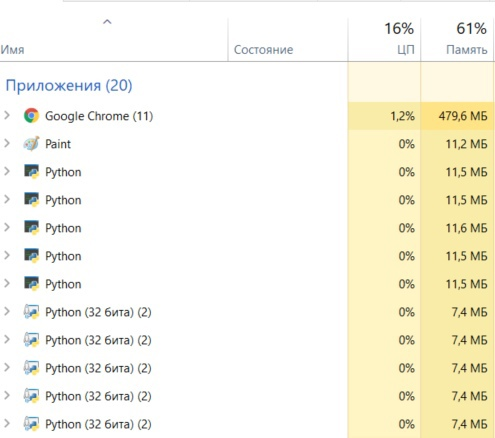 16% 61%
Имя Состояние ЦП Память
Приложения (20)
Google Chrome (11) 1,2% 479,6 МБ
Paint 0% 11,2 МБ
Python 0% 11,5 МБ
Python 0% 11,5 МБ
Python 0% 11,6 МБ
Python 0% 11,5 МБ
Python 0% 11,5 МБ
Python (32 бита) (2) 0% 7,4 МБ
Python (32 бита) (2) 0% 7,4 МБ
Python (32 бита) (2) 0% 7,4 МБ
Python (32 бита) (2) 0% 7,4 МБ
Python (32 бита) (2) 0% 7,4 МБ